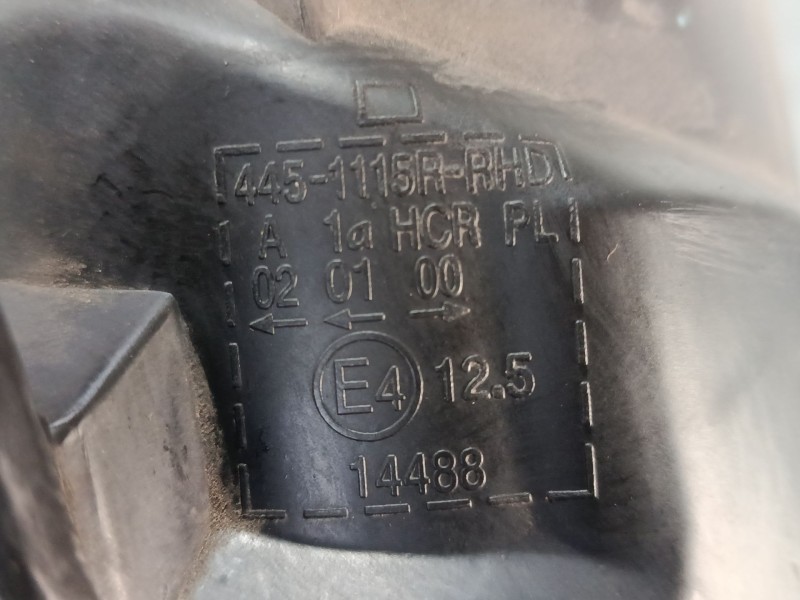 445-1115R-RHD
A 1a HCR PL
02 01 00
← ← →
E4 12.5
14488